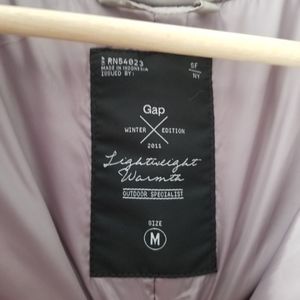 RN54023
MADE IN INDONESIA
ISSUED BY:
SF
NY
Gap
WINTER EDITION
2011
Lightweight
Warmth
OUTDOOR SPECIALIST
SIZE
M